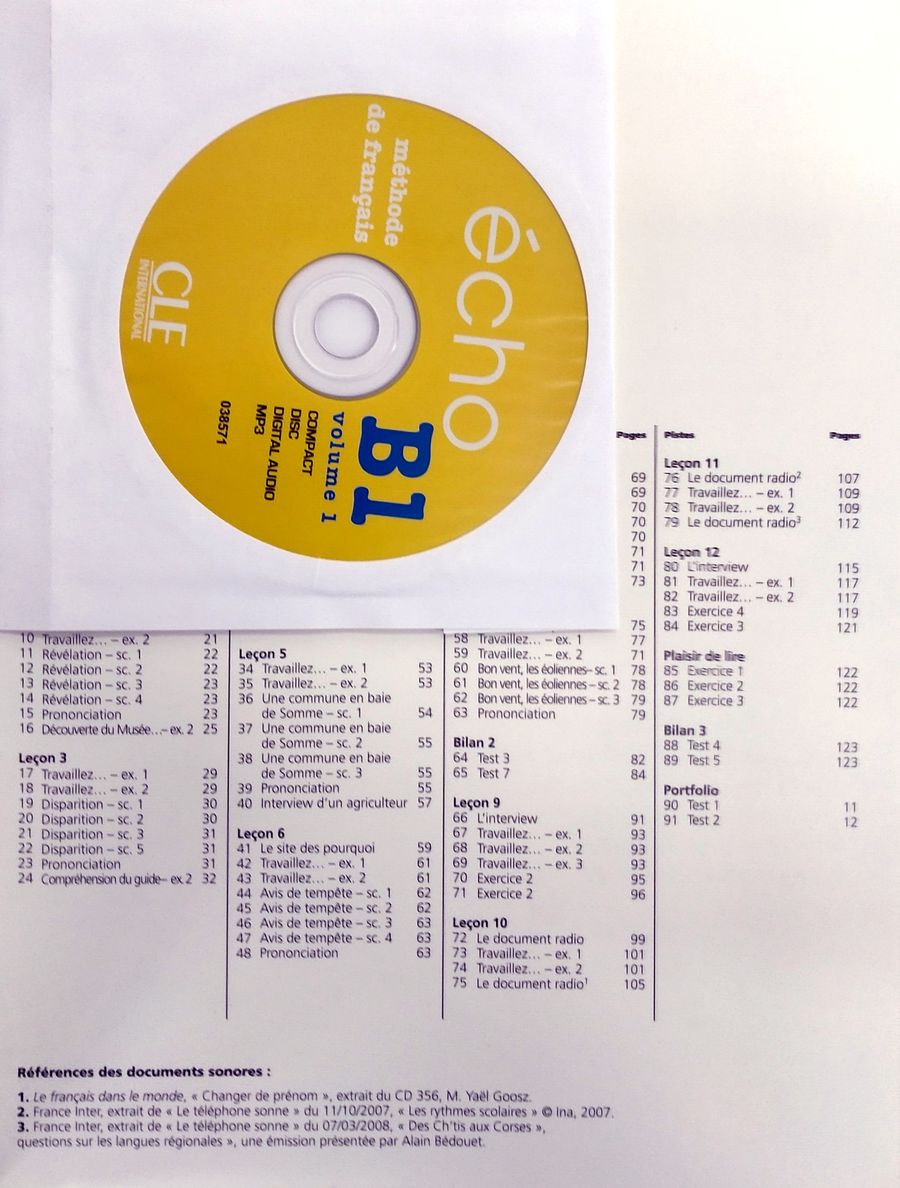 écho
méthode
de français
CLE
INTERNATIONAL
B1
volume 1
COMPACT
DISC
DIGITAL AUDIO
MP3
038571
10 Travaillez... – ex. 2 21
11 Révélation – sc. 1 22
12 Révélation – sc. 2 22
13 Révélation – sc. 3 23
14 Révélation – sc. 4 23
15 Prononciation 23
16 Découverte du Musée...– ex. 2 25
Leçon 3
17 Travaillez... – ex. 1 29
18 Travaillez... – ex. 2 29
19 Disparition – sc. 1 30
20 Disparition – sc. 2 30
21 Disparition – sc. 3 31
22 Disparition – sc. 5 31
23 Prononciation 31
24 Compréhension du guide– ex. 2 32
Leçon 5
34 Travaillez... – ex. 1 53
35 Travaillez... – ex. 2 53
36 Une commune en baie
de Somme – sc. 1 54
37 Une commune en baie
de Somme – sc. 2 55
38 Une commune en baie
de Somme – sc. 3 55
39 Prononciation 55
40 Interview d'un agriculteur 57
Leçon 6
41 Le site des pourquoi 59
42 Travaillez... – ex. 1 61
43 Travaillez... – ex. 2 61
44 Avis de tempête – sc. 1 62
45 Avis de tempête – sc. 2 62
46 Avis de tempête – sc. 3 63
47 Avis de tempête – sc. 4 63
48 Prononciation 63
Pages
69
69
70
70
71
71
73
75
58 Travaillez... – ex. 1 77
59 Travaillez... – ex. 2 71
60 Bon vent, les éoliennes– sc. 1 78
61 Bon vent, les éoliennes – sc. 2 78
62 Bon vent, les éoliennes – sc. 3 79
63 Prononciation 79
Bilan 2
64 Test 3 82
65 Test 7 84
Leçon 9
66 L'interview 91
67 Travaillez... – ex. 1 93
68 Travaillez... – ex. 2 93
69 Travaillez... – ex. 3 93
70 Exercice 2 95
71 Exercice 2 96
Leçon 10
72 Le document radio 99
73 Travaillez... – ex. 1 101
74 Travaillez... – ex. 2 101
75 Le document radio¹ 105
Pistes Pages
Leçon 11
76 Le document radio² 107
77 Travaillez... – ex. 1 109
78 Travaillez... – ex. 2 109
79 Le document radio³ 112
Leçon 12
80 L'interview 115
81 Travaillez... – ex. 1 117
82 Travaillez... – ex. 2 117
83 Exercice 4 119
84 Exercice 3 121
Plaisir de lire
85 Exercice 1 122
86 Exercice 2 122
87 Exercice 3 122
Bilan 3
88 Test 4 123
89 Test 5 123
Portfolio
90 Test 1 11
91 Test 2 12
Références des documents sonores :
1. Le français dans le monde, « Changer de prénom », extrait du CD 356, M. Yaël Goosz.
2. France Inter, extrait de « Le téléphone sonne » du 11/10/2007, « Les rythmes scolaires » © Ina, 2007.
3. France Inter, extrait de « Le téléphone sonne » du 07/03/2008, « Des Ch'tis aux Corses »,
questions sur les langues régionales », une émission présentée par Alain Bédouet.